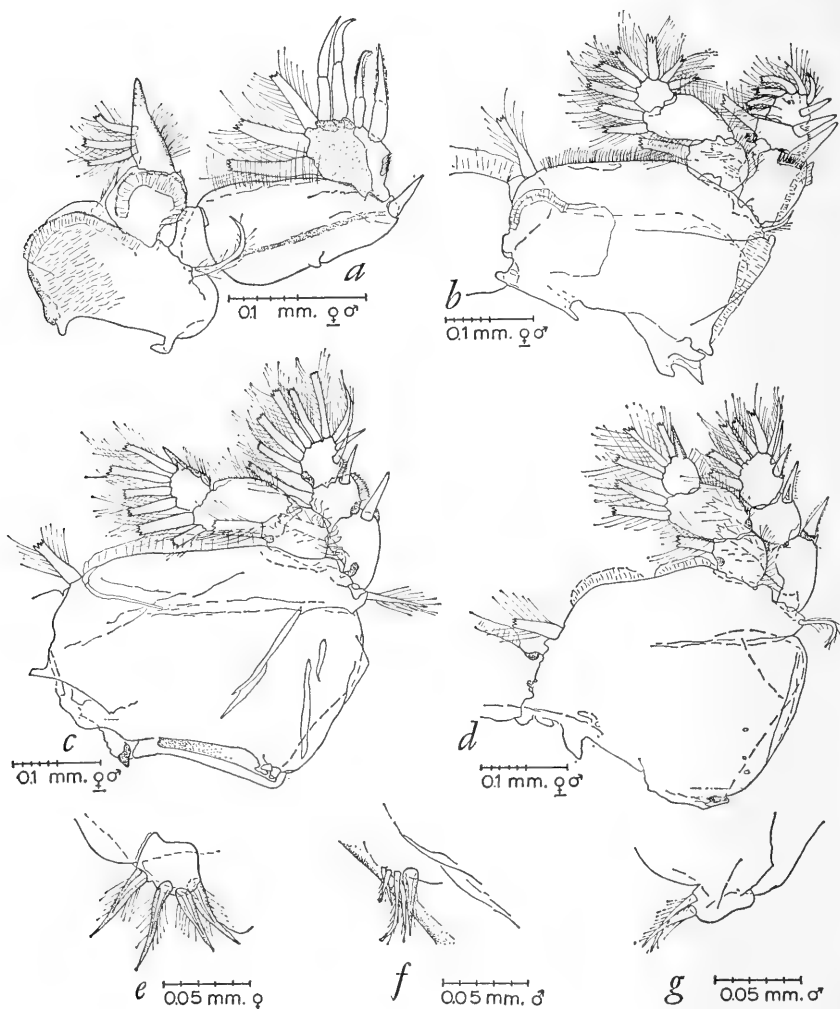 a
0.1 mm. ♀ ♂
b
0.1 mm. ♀ ♂
c
0.1 mm. ♀ ♂
d
0.1 mm. ♀ ♂
e
0.05 mm. ♀
f
0.05 mm. ♂
g
0.05 mm. ♂